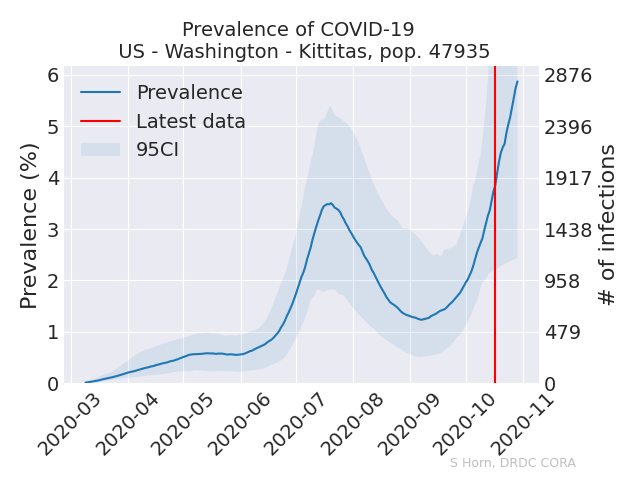 Prevalence of COVID-19
US - Washington - Kittitas, pop. 47935
Prevalence (%)
6
5
4
3
2
1
0
Prevalence
Latest data
95CI
2876
2396
1917
1438
958
479
0
# of infections
2020-03
2020-04
2020-05
2020-06
2020-07
2020-08
2020-09
2020-10
2020-11
S Horn, DRDC CORA